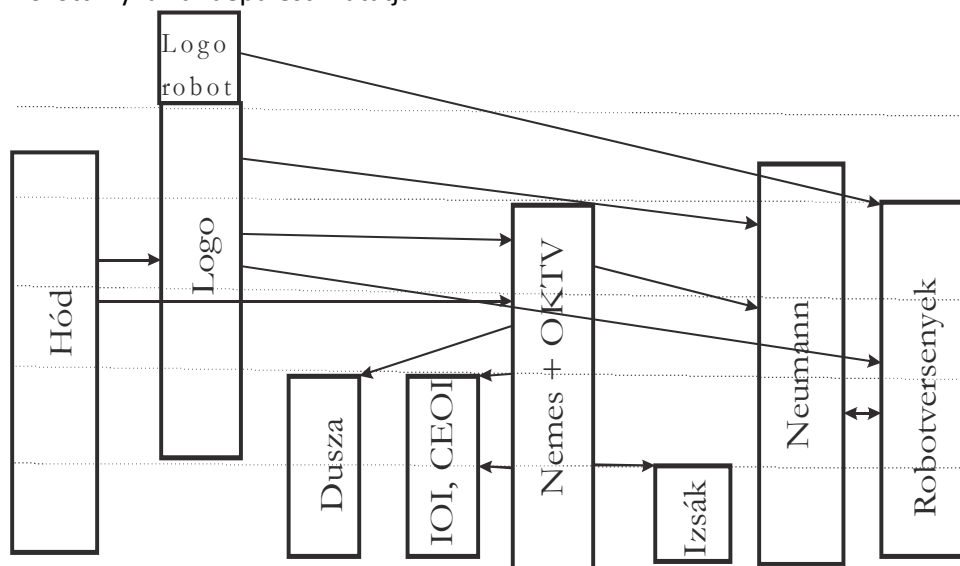 Logo
robot
Hód
Logo
Dusza
IOI, CEOI
Nemes + OKTV
Izsák
Neumann
Robotversenyek